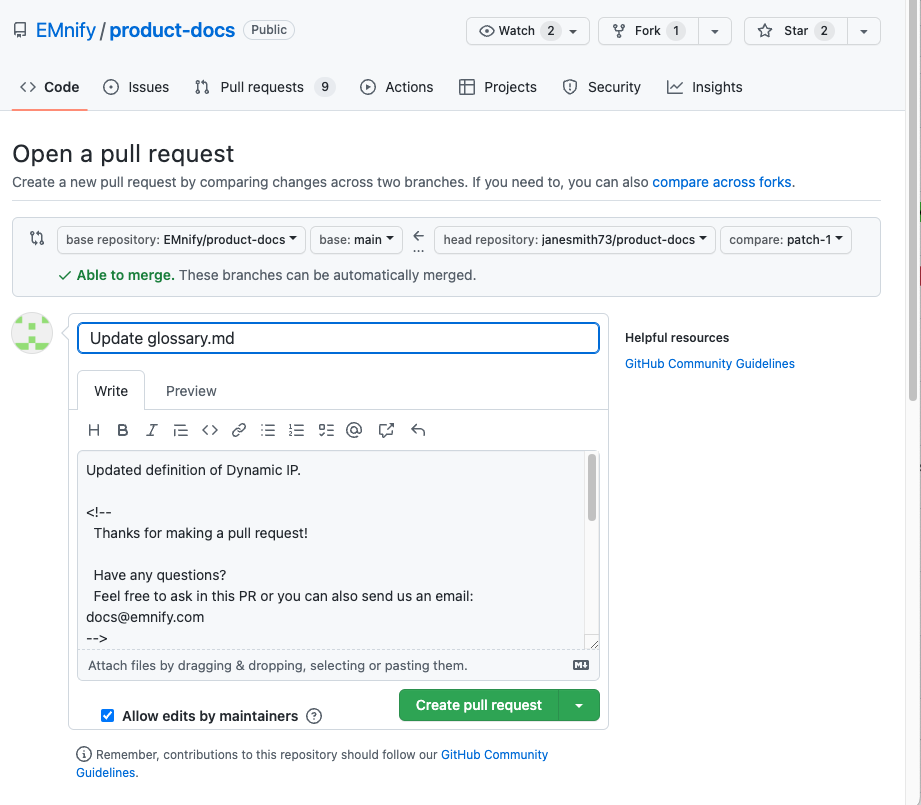 EMnify / product-docs Public
Watch 2 Fork 1 Star 2
Code Issues Pull requests 9 Actions Projects Security Insights
Open a pull request
Create a new pull request by comparing changes across two branches. If you need to, you can also compare across forks.
base repository: EMnify/product-docs base: main ← ... head repository: janesmith73/product-docs compare: patch-1
✓ Able to merge. These branches can be automatically merged.
Update glossary.md
Helpful resources
GitHub Community Guidelines
Write Preview
H B I <> @
Updated definition of Dynamic IP.
<!--
Thanks for making a pull request!
Have any questions?
Feel free to ask in this PR or you can also send us an email:
docs@emnify.com
-->
Attach files by dragging & dropping, selecting or pasting them.
Allow edits by maintainers ?
Create pull request
Remember, contributions to this repository should follow our GitHub Community
Guidelines.